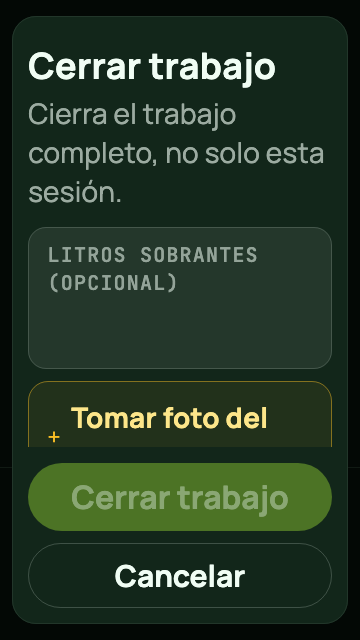 Cerrar trabajo
Cierra el trabajo
completo, no solo esta
sesión.
LITROS SOBRANTES
(OPCIONAL)
+ Tomar foto del
Cerrar trabajo
Cancelar